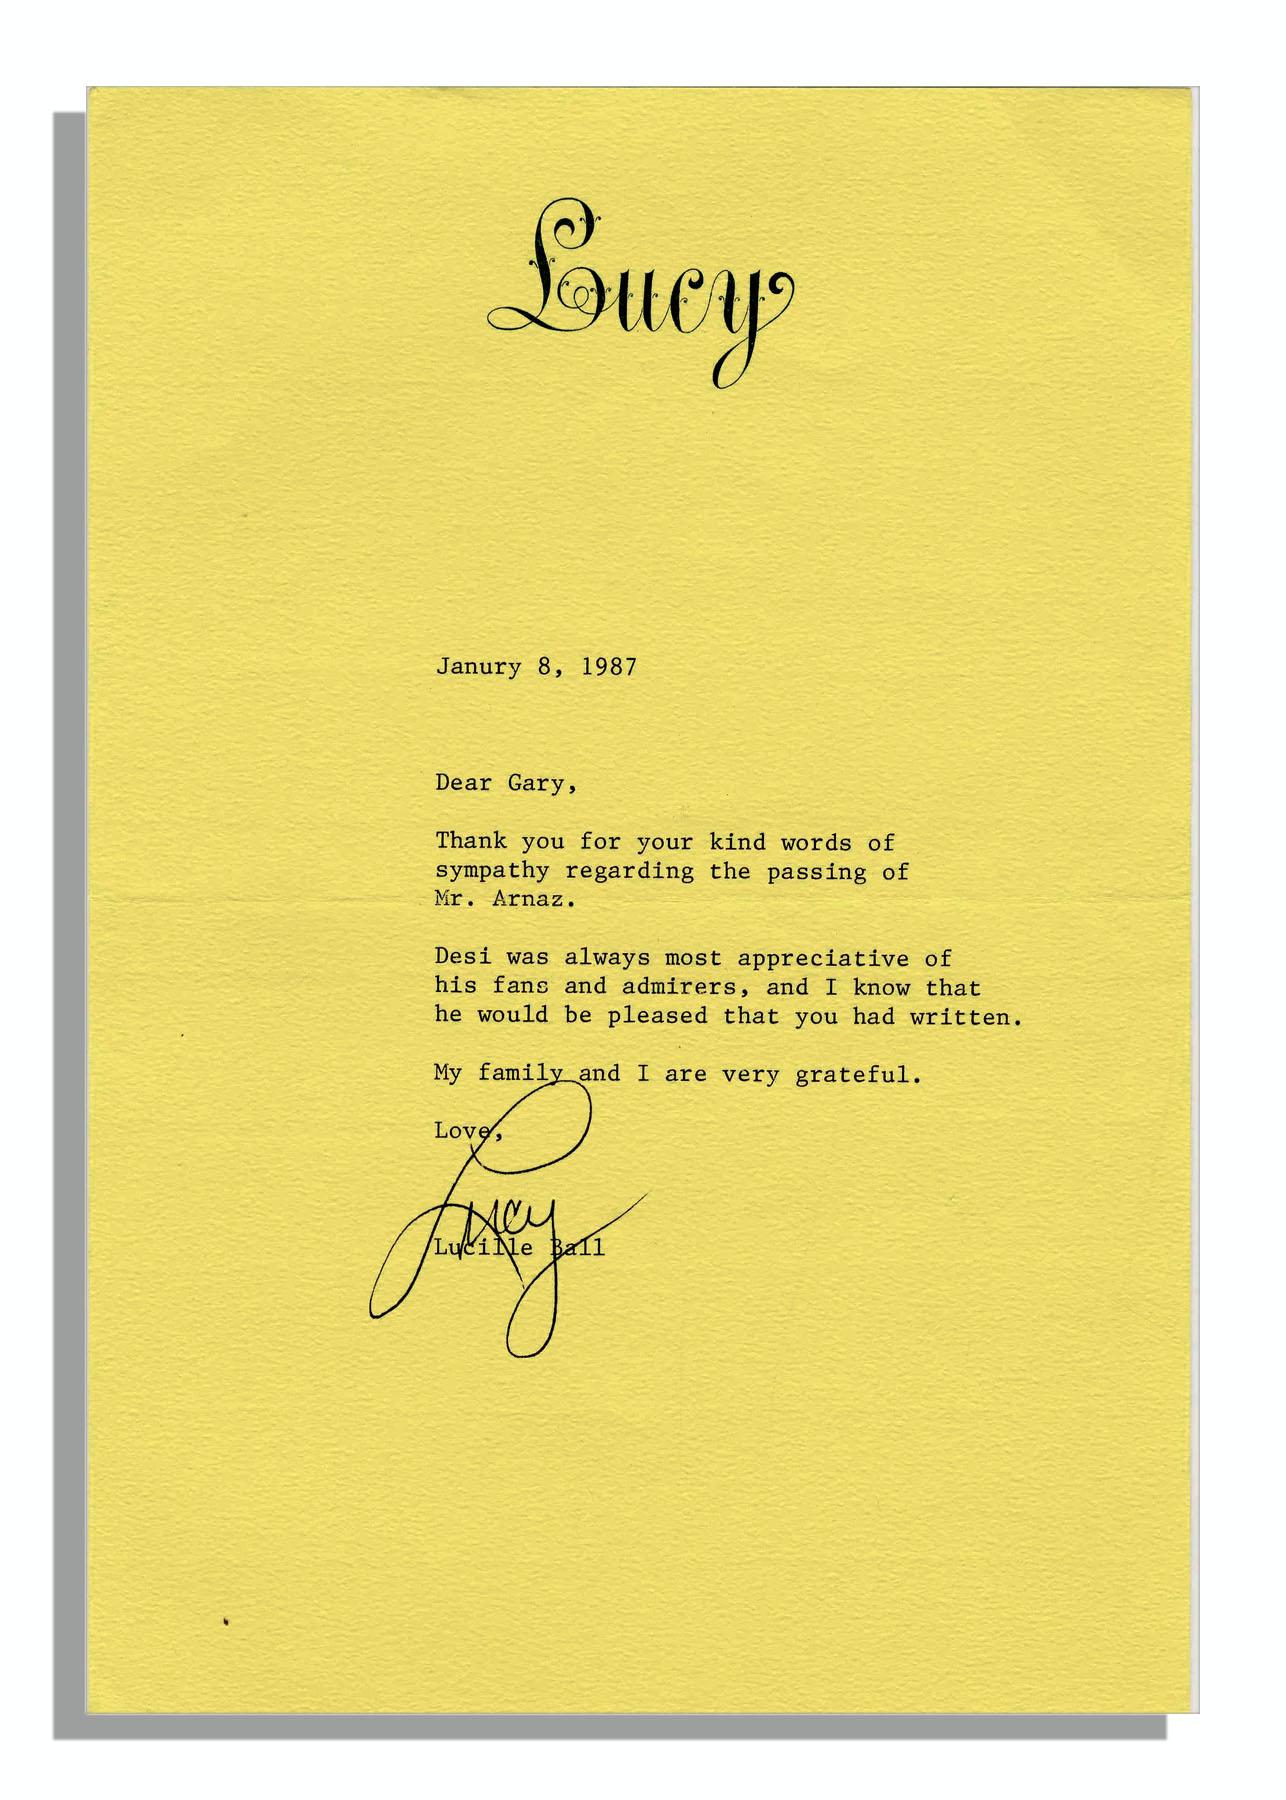 Lucy
Janury 8, 1987
Dear Gary,
Thank you for your kind words of
sympathy regarding the passing of
Mr. Arnaz.
Desi was always most appreciative of
his fans and admirers, and I know that
he would be pleased that you had written.
My family and I are very grateful.
Love,
Lucy
Lucille Ball